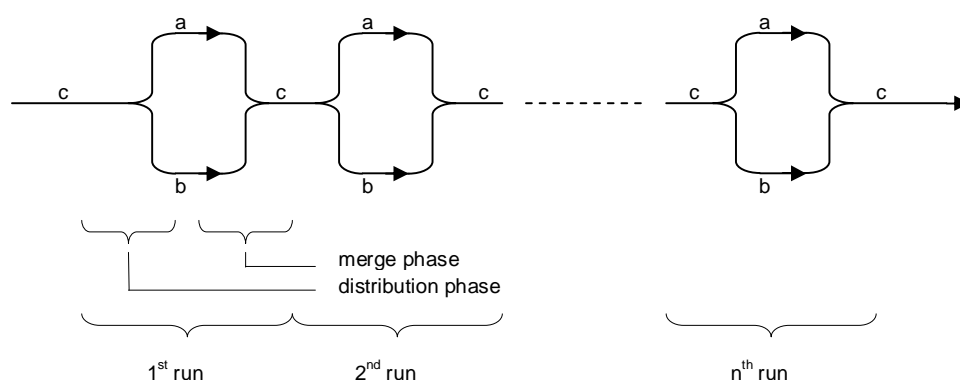 a a a
c c c c c
b b b
merge phase
distribution phase
1st run 2nd run nth run